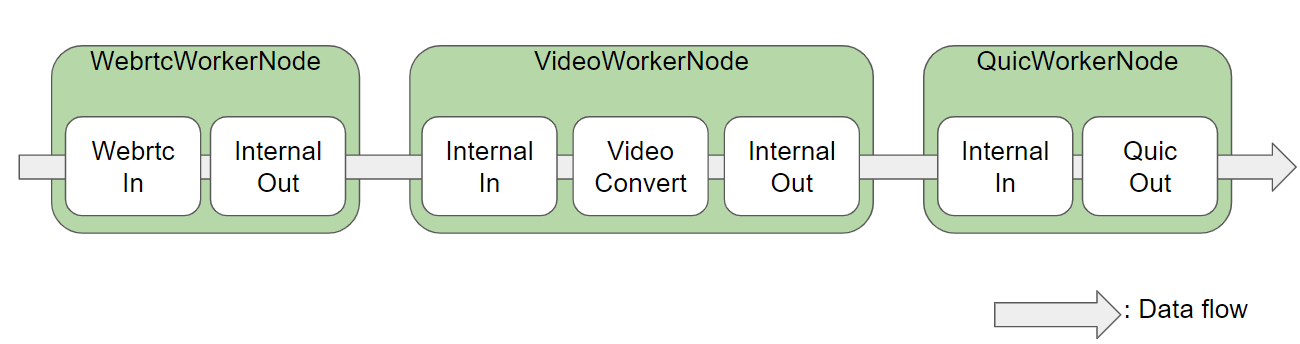 WebrtcWorkerNode
Webrtc
In
Internal
Out
VideoWorkerNode
Internal
In
Video
Convert
Internal
Out
QuicWorkerNode
Internal
In
Quic
Out
: Data flow